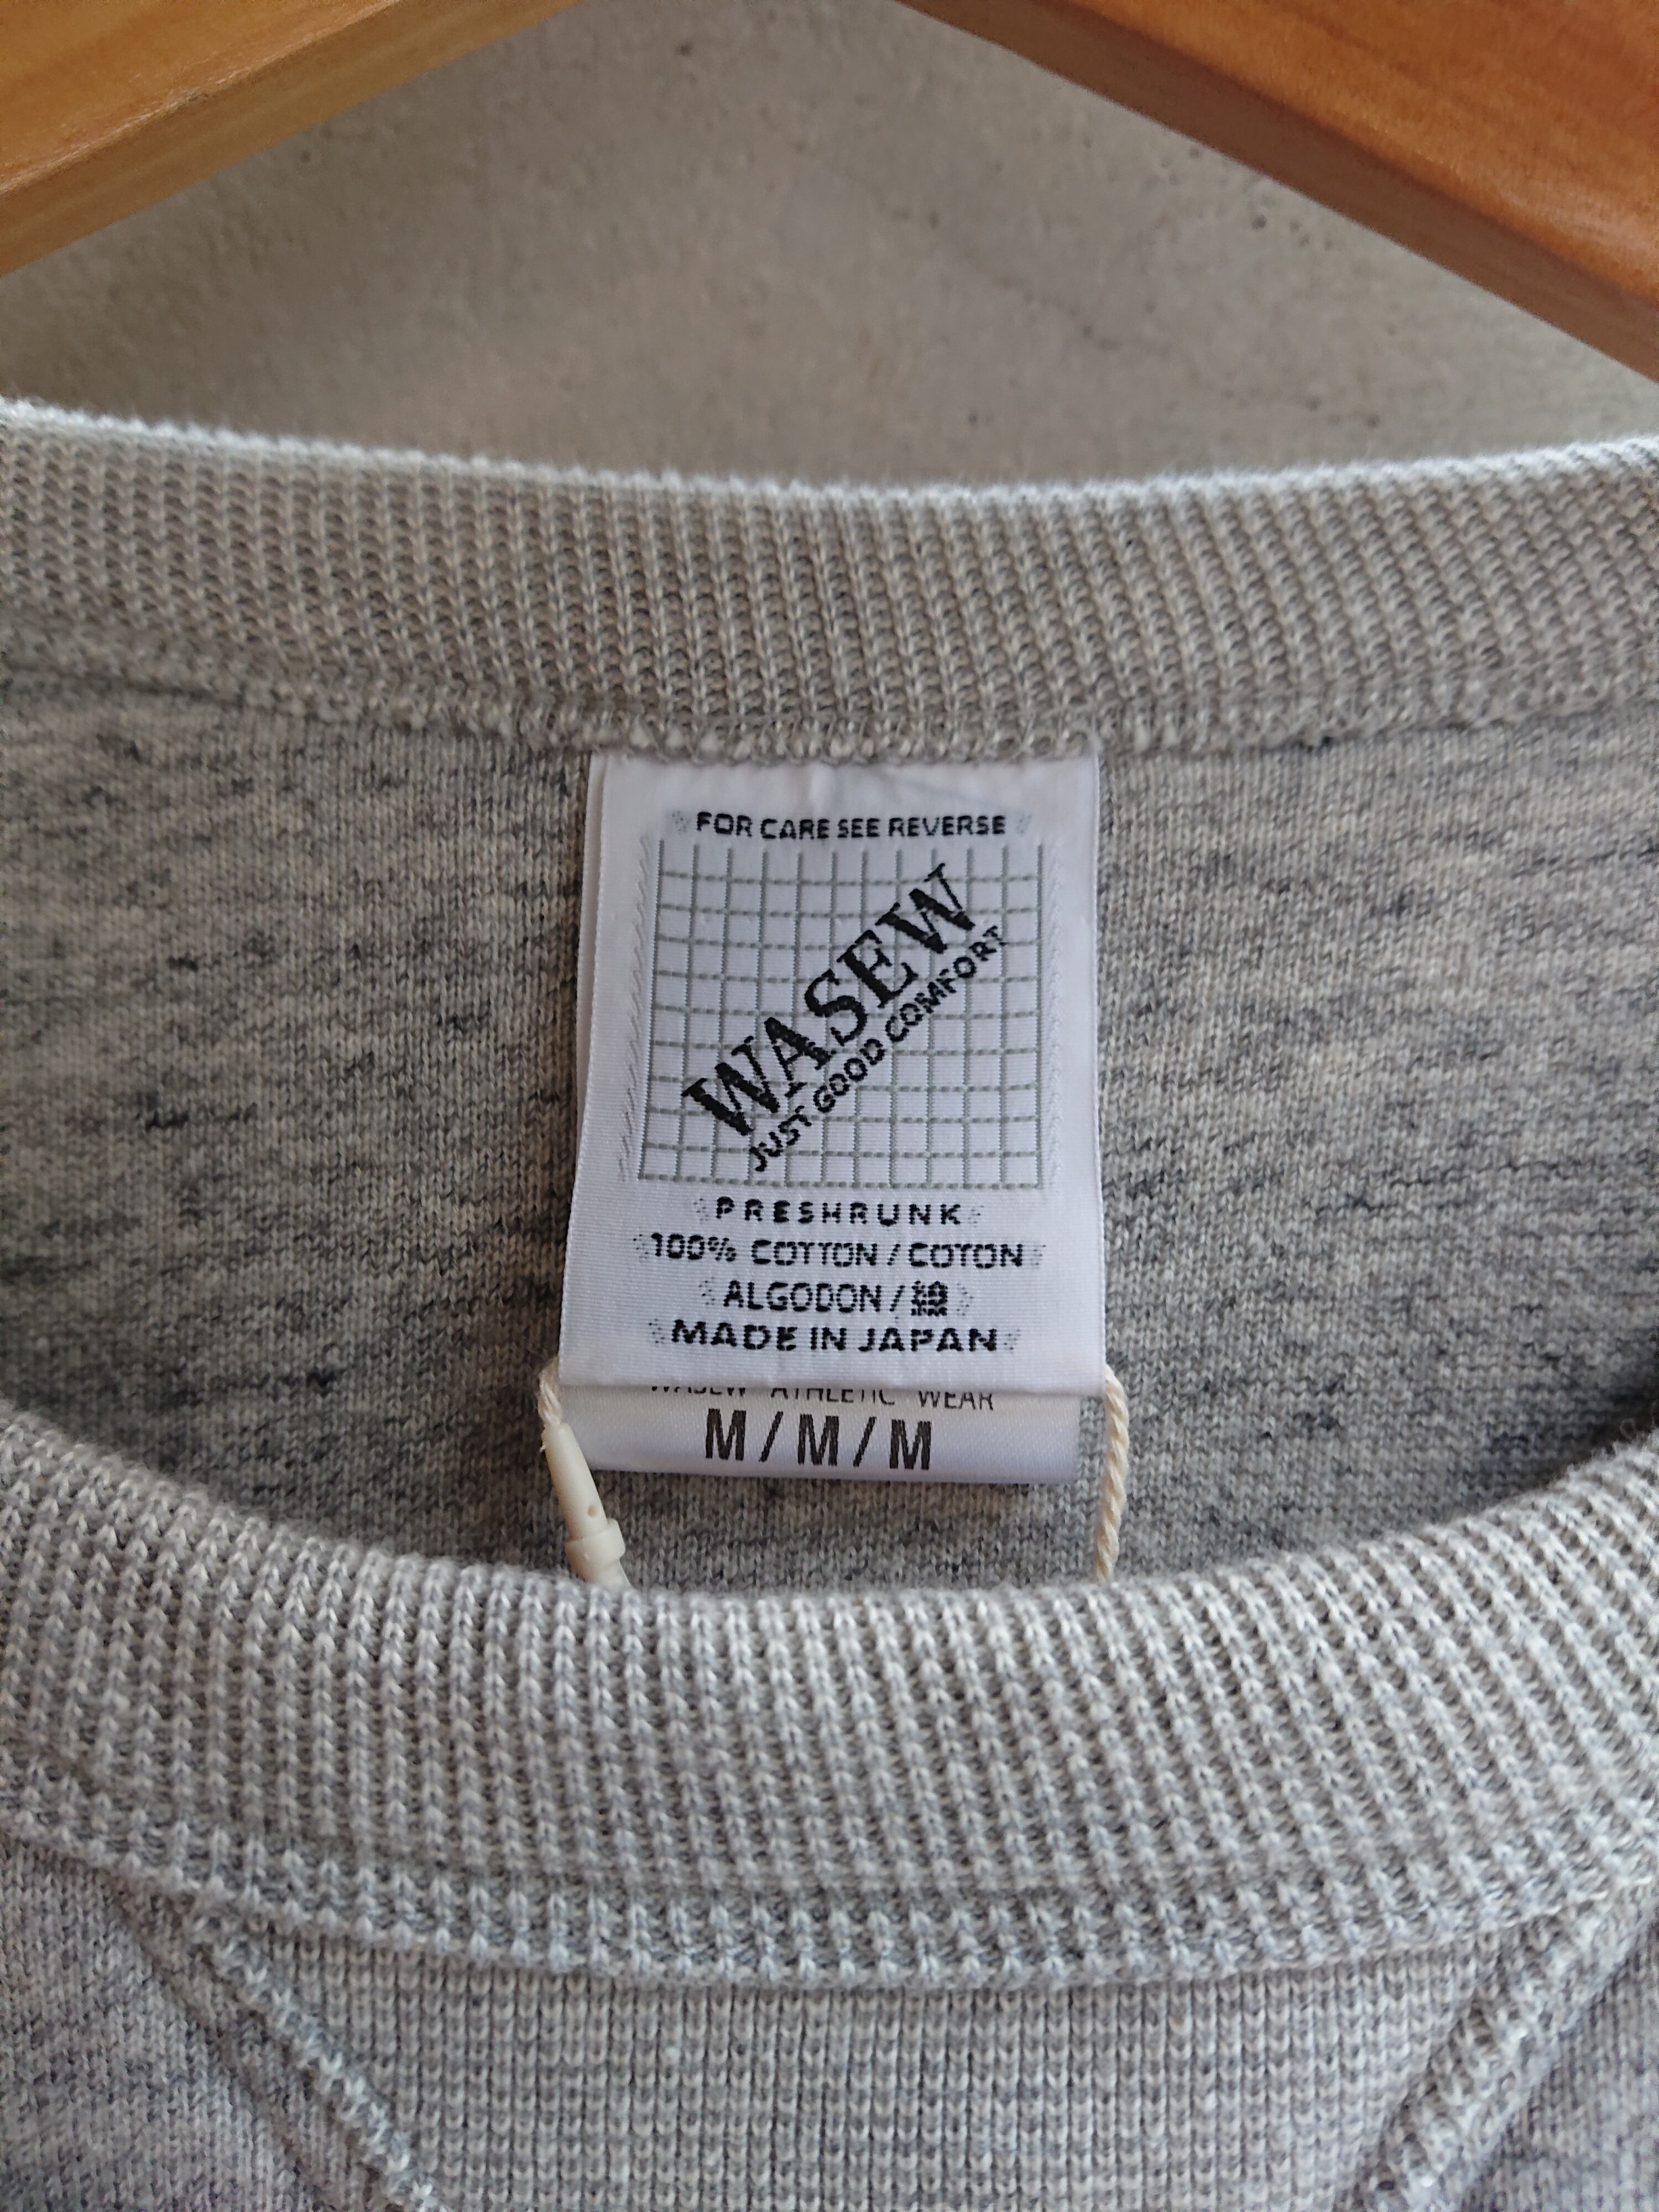 FOR CARE SEE REVERSE
WASEW
JUST GOOD COMFORT
PRESHRUNK
100% COTTON / COTON
ALGODON / 綿
MADE IN JAPAN
WASEW ATHLETIC WEAR
M / M / M